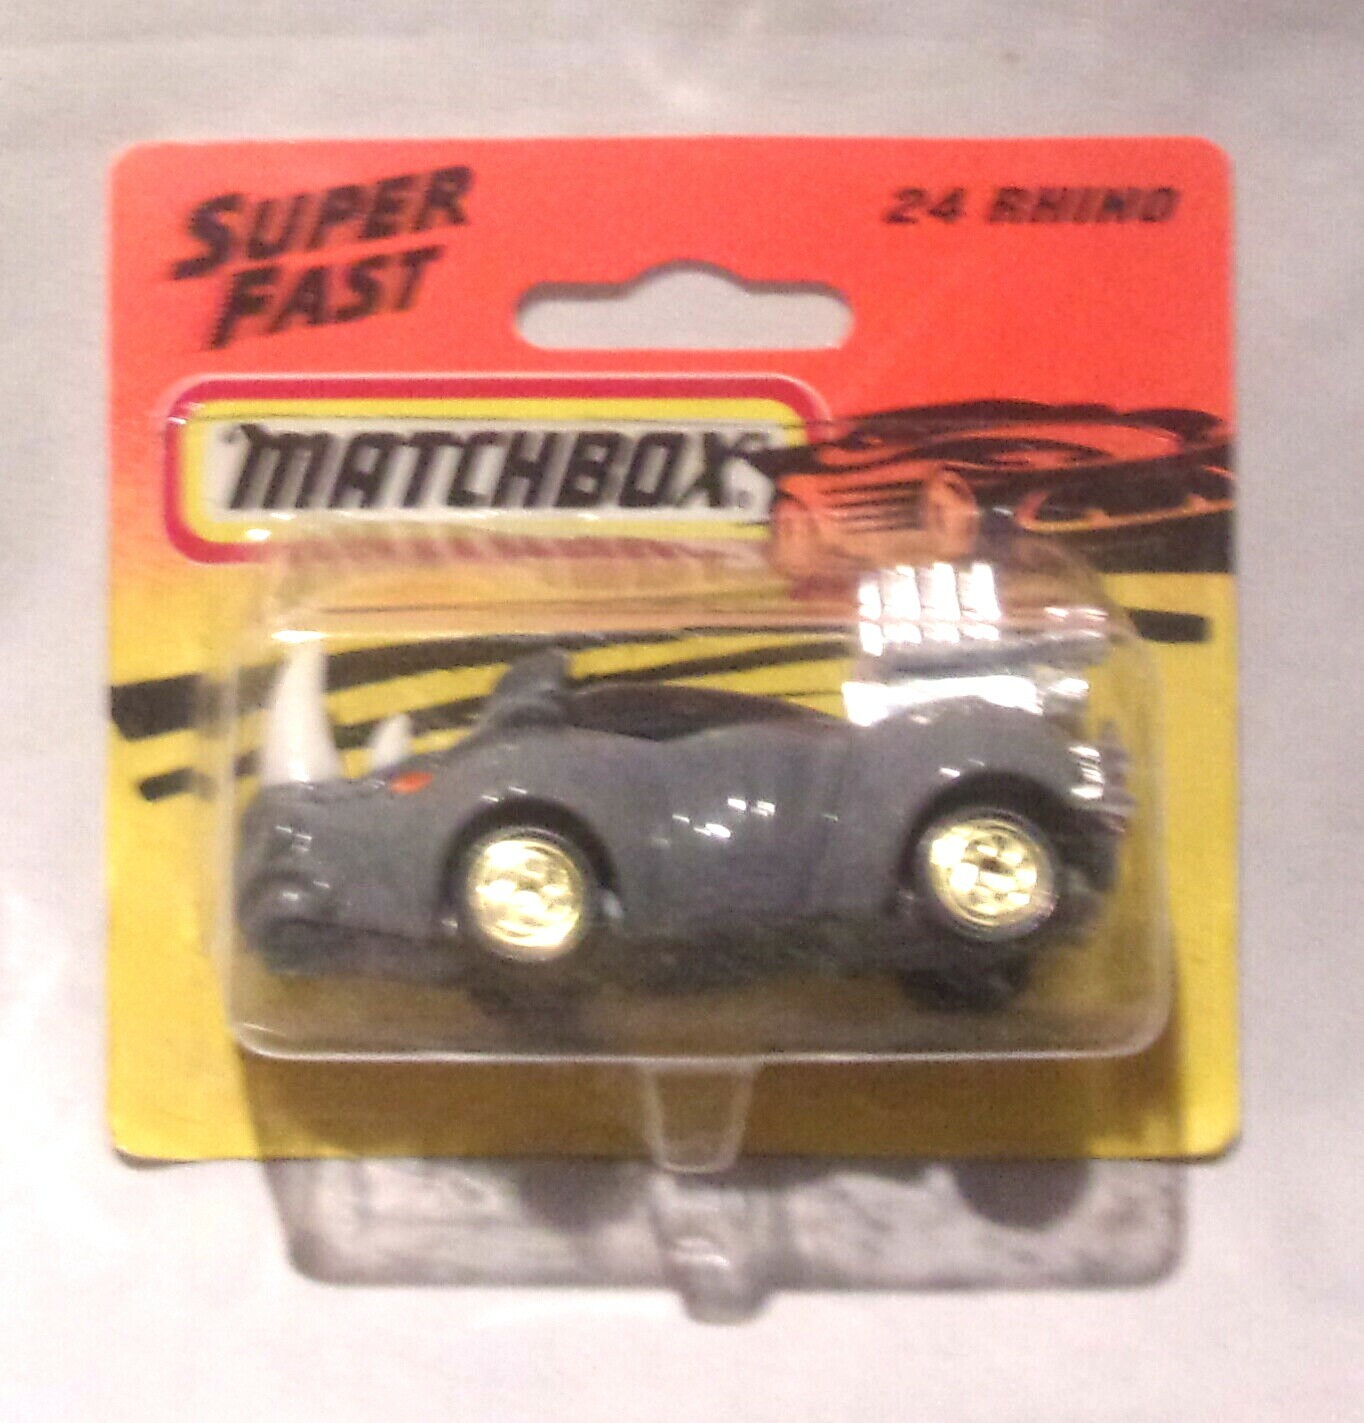 SUPER
FAST
24 RHINO
MATCHBOX